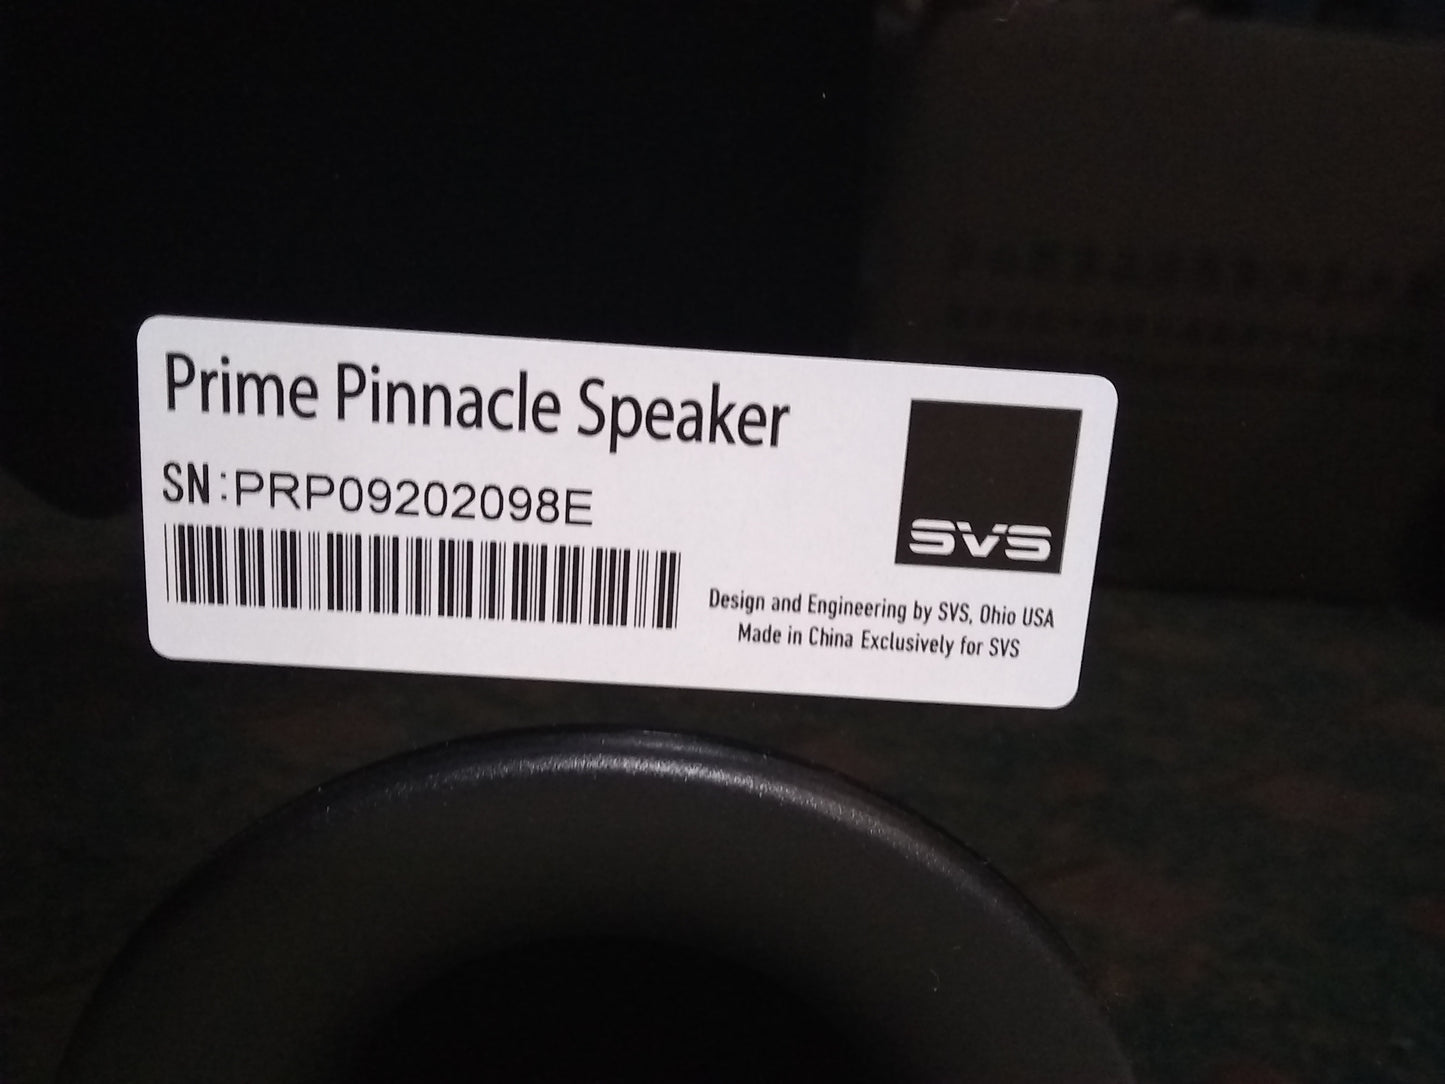 Prime Pinnacle Speaker
SN:PRP09202098E
SVS
Design and Engineering by SVS, Ohio USA
Made in China Exclusively for SVS